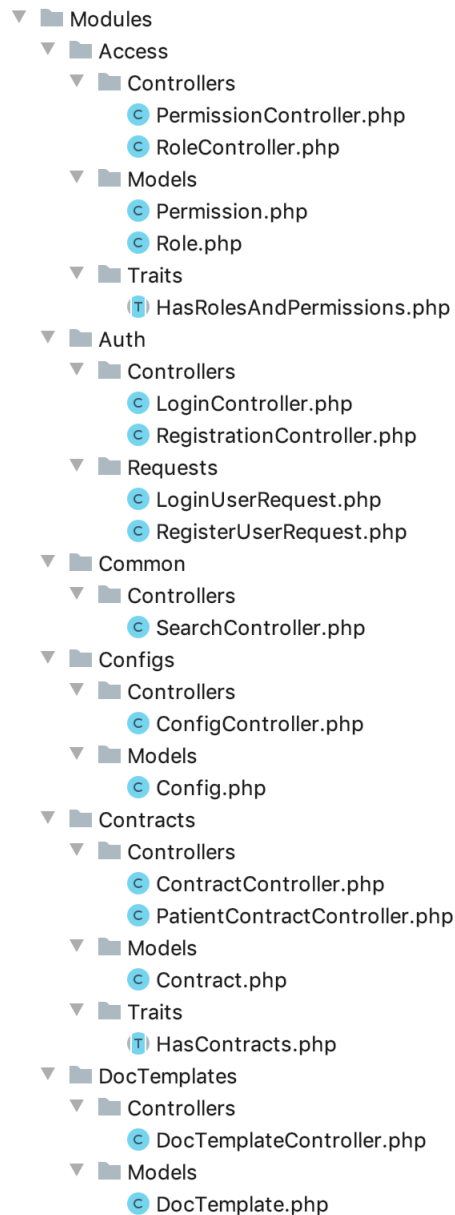 Modules
Access
Controllers
C PermissionController.php
C RoleController.php
Models
C Permission.php
C Role.php
Traits
T HasRolesAndPermissions.php
Auth
Controllers
C LoginController.php
C RegistrationController.php
Requests
C LoginUserRequest.php
C RegisterUserRequest.php
Common
Controllers
C SearchController.php
Configs
Controllers
C ConfigController.php
Models
C Config.php
Contracts
Controllers
C ContractController.php
C PatientContractController.php
Models
C Contract.php
Traits
T HasContracts.php
DocTemplates
Controllers
C DocTemplateController.php
Models
C DocTemplate.php